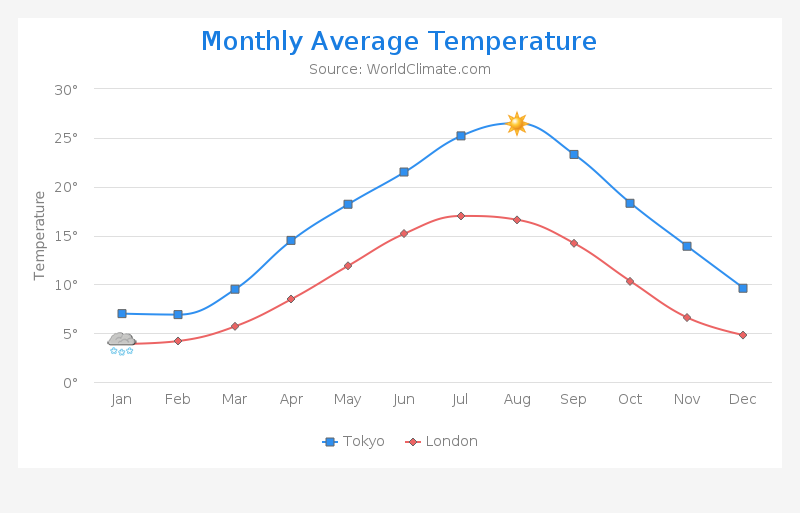 Monthly Average Temperature
Source: WorldClimate.com
Temperature
30°
25°
20°
15°
10°
5°
0°
Jan Feb Mar Apr May Jun Jul Aug Sep Oct Nov Dec
Tokyo London